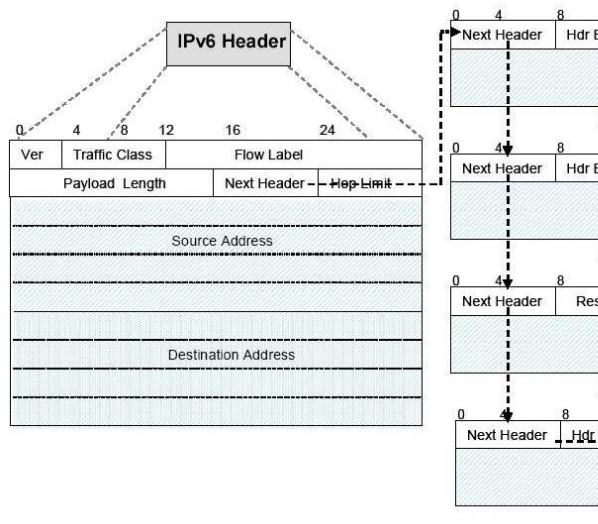 IPv6 Header
0 4 8 12 16 24
Ver Traffic Class Flow Label
Payload Length Next Header Hop Limit
Source Address
Destination Address
0 4 8
Next Header Hdr E
0 4 8
Next Header Hdr E
0 4 8
Next Header Res
0 4 8
Next Header Hdr